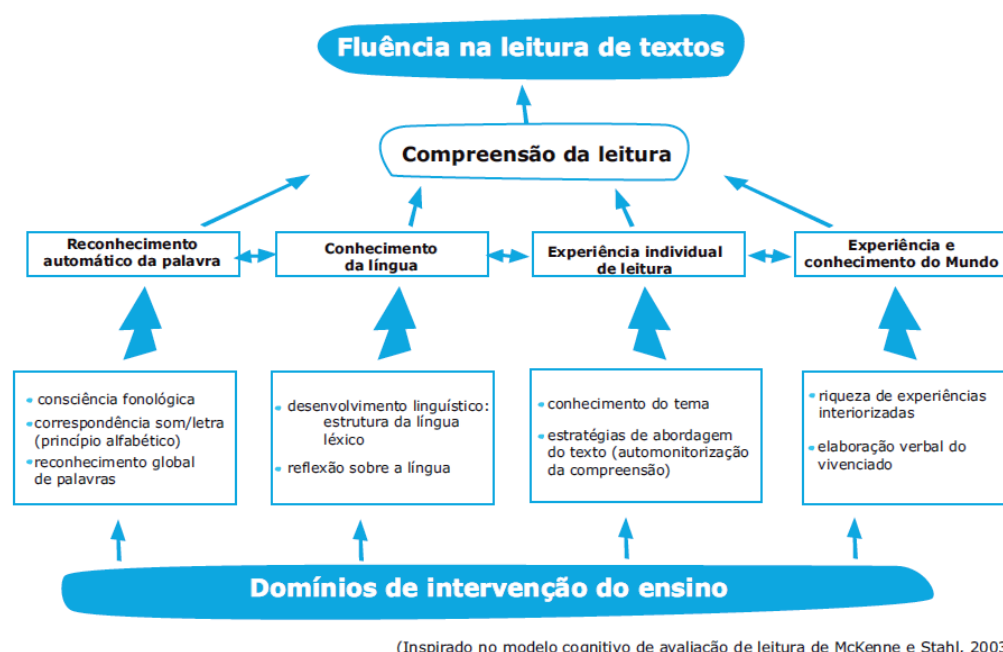 Fluência na leitura de textos
Compreensão da leitura
Reconhecimento
automático da palavra
Conhecimento
da língua
Experiência individual
de leitura
Experiência e
conhecimento do Mundo
consciência fonológica
correspondência som/letra
(princípio alfabético)
reconhecimento global
de palavras
desenvolvimento linguístico:
estrutura da língua
léxico
reflexão sobre a língua
conhecimento do tema
estratégias de abordagem
do texto (automonitorização
da compreensão)
riqueza de experiências
interiorizadas
elaboração verbal do
vivenciado
Domínios de intervenção do ensino
(Inspirado no modelo cognitivo de avaliação de leitura de McKenne e Stahl, 2003